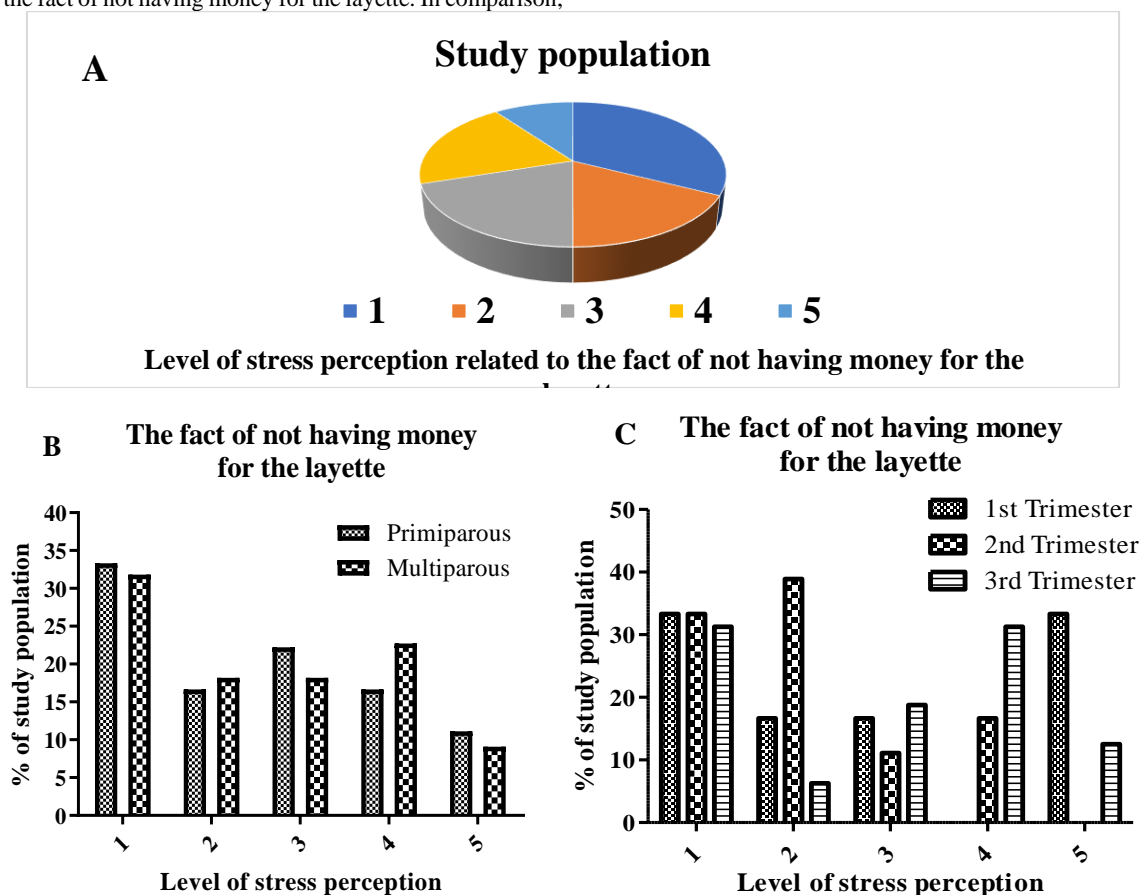 the fact of not having money for the layette. In comparison,
A
Study population
1 2 3 4 5
Level of stress perception related to the fact of not having money for the
B
The fact of not having money
for the layette
40
35
30
25
20
15
10
5
0
% of study population
Primiparous
Multiparous
1 2 3 4 5
Level of stress perception
C
The fact of not having money
for the layette
50
40
30
20
10
0
% of study population
1st Trimester
2nd Trimester
3rd Trimester
1 2 3 4 5
Level of stress perception